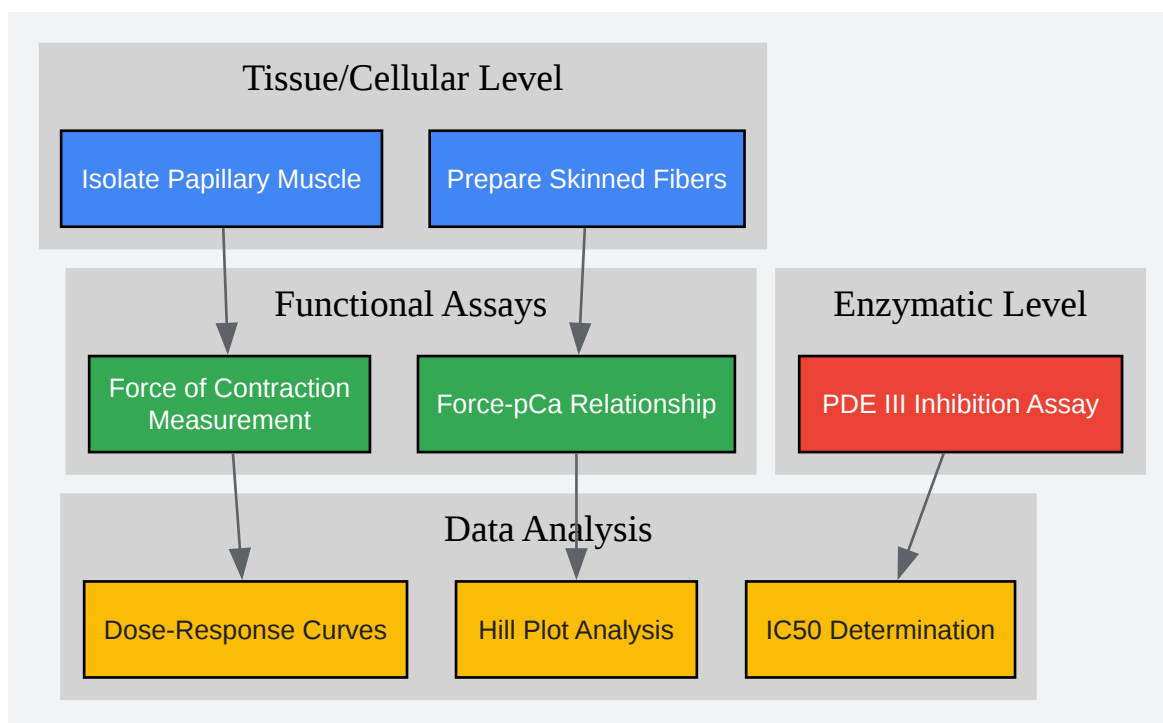 Tissue/Cellular Level
Isolate Papillary Muscle
Prepare Skinned Fibers
Functional Assays
Enzymatic Level
Force of Contraction
Measurement
Force-pCa Relationship
PDE III Inhibition Assay
Data Analysis
Dose-Response Curves
Hill Plot Analysis
IC50 Determination